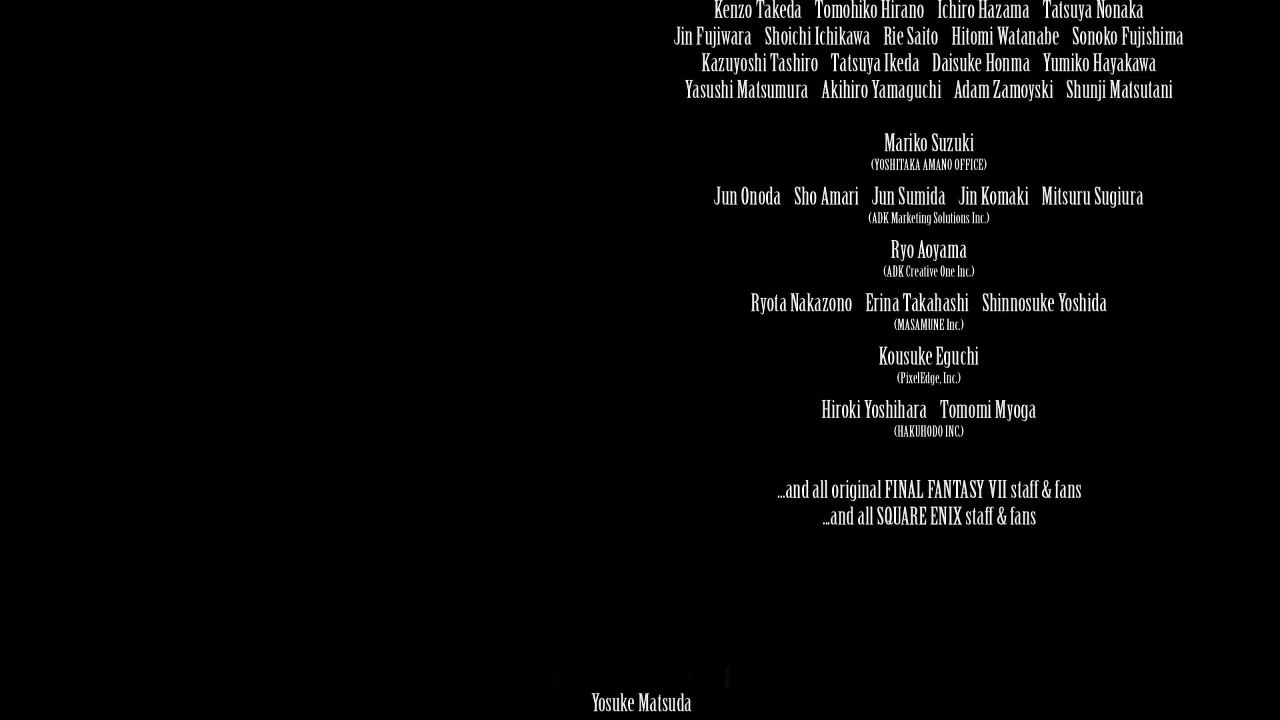 Kenzo Takeda Tomohiko Hirano Ichiro Hazama Tatsuya Nonaka
Jin Fujiwara Shoichi Ichikawa Rie Saito Hitomi Watanabe Sonoko Fujishima
Kazuyoshi Tashiro Tatsuya Ikeda Daisuke Honma Yumiko Hayakawa
Yasushi Matsumura Akihiro Yamaguchi Adam Zamoyski Shunji Matsutani
Mariko Suzuki
(YOSHITAKA AMANO OFFICE)
Jun Onoda Sho Amari Jun Sumida Jin Komaki Mitsuru Sugiura
(ADK Marketing Solutions Inc.)
Ryo Aoyama
(ADK Creative One Inc.)
Ryota Nakazono Erina Takahashi Shinnosuke Yoshida
(MASAMUNE Inc.)
Kousuke Eguchi
(PixelEdge, Inc.)
Hiroki Yoshihara Tomomi Myoga
(HAKUHODO INC.)
...and all original FINAL FANTASY VII staff & fans
...and all SQUARE ENIX staff & fans
Yosuke Matsuda